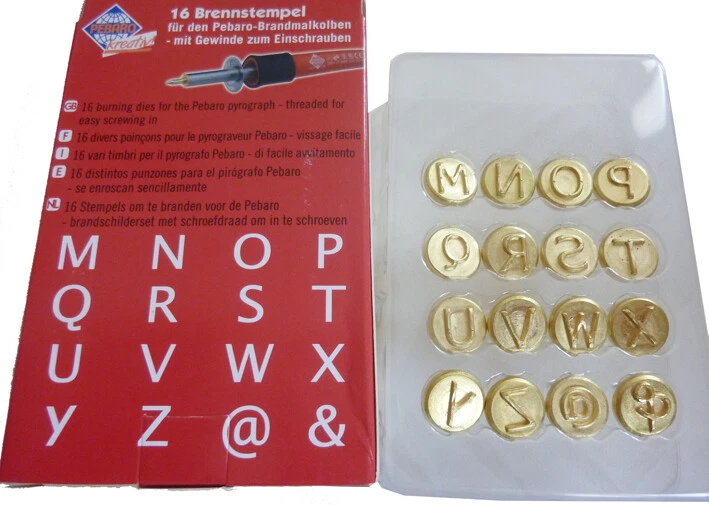 PEBARO
kreativ
16 Brennstempel
für den Pebaro-Brandmalkolben
- mit Gewinde zum Einschrauben
GB 16 burning dies for the Pebaro pyrograph - threaded for
easy screwing in
F 16 divers poinçons pour le pyrograveur Pebaro - vissage facile
I 16 vari timbri per il pyrografo Pebaro - di facile avvitamento
E 16 distintos punzones para el pirógrafo Pebaro
- se enroscan sencillamente
NL 16 Stempels om te branden voor de Pebaro
- brandschilderset met schroefdraad om in te schroeven
M N O P
Q R S T
U V W X
y z @ &
M N O P
Q R S T
U V W X
Y Z @ &